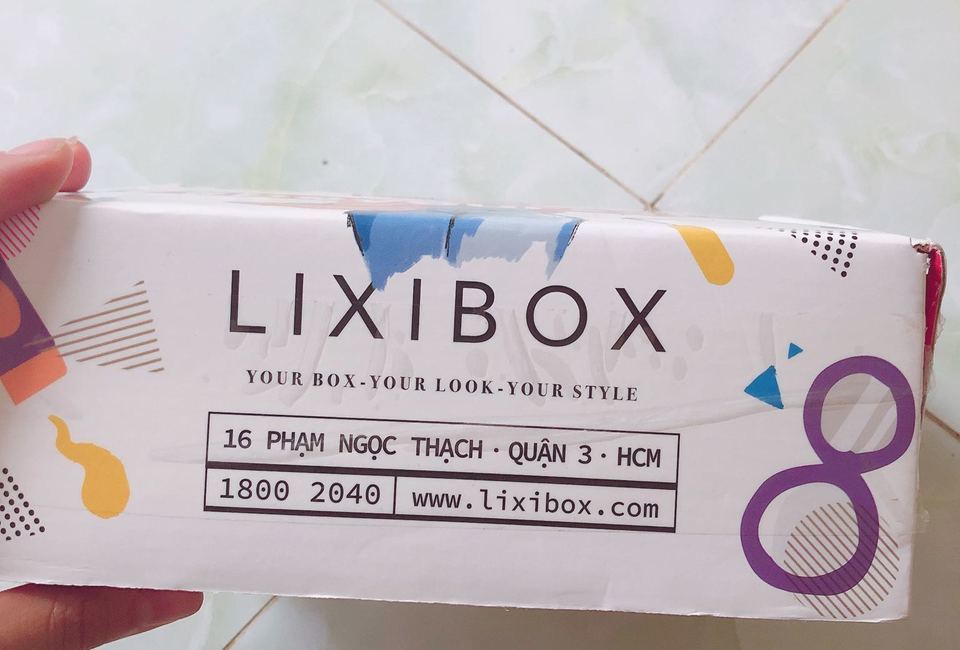 LIXIBOX
YOUR BOX-YOUR LOOK-YOUR STYLE
16 PHẠM NGỌC THẠCH · QUẬN 3 · HCM
1800 2040 www.lixibox.com